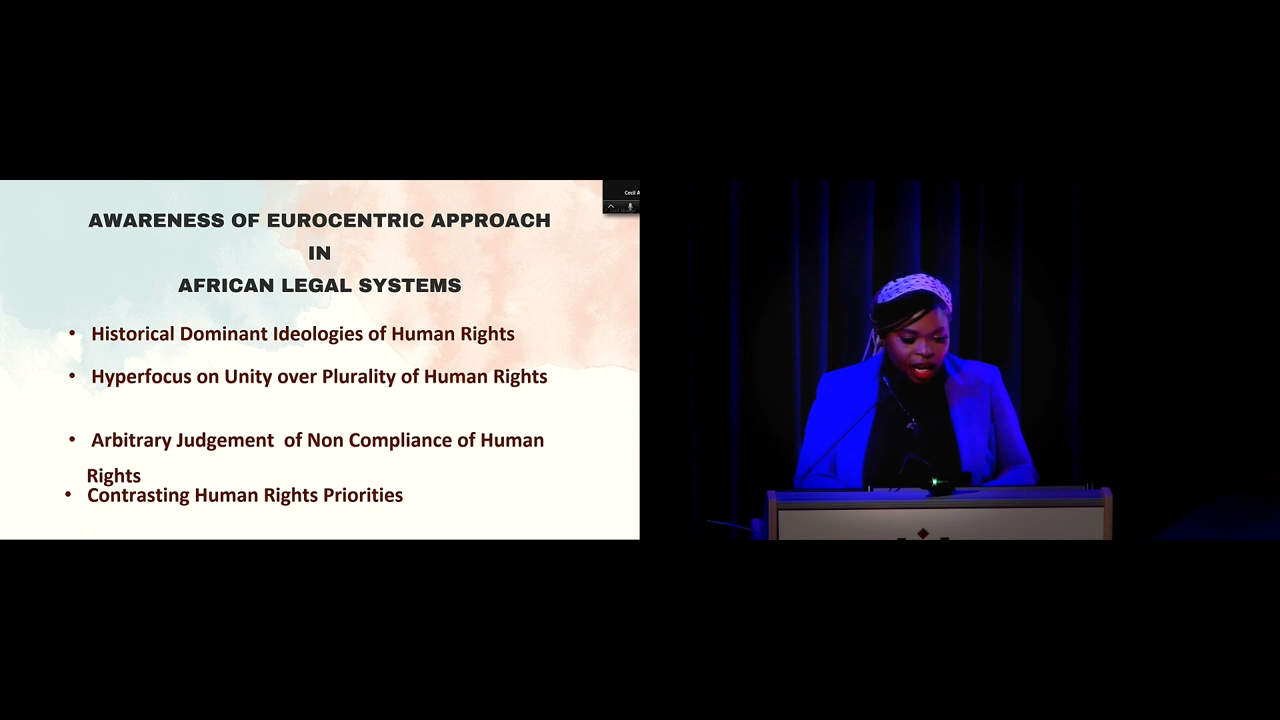 Cecil A
AWARENESS OF EUROCENTRIC APPROACH
IN
AFRICAN LEGAL SYSTEMS
• Historical Dominant Ideologies of Human Rights
• Hyperfocus on Unity over Plurality of Human Rights
• Arbitrary Judgement of Non Compliance of Human
Rights
• Contrasting Human Rights Priorities